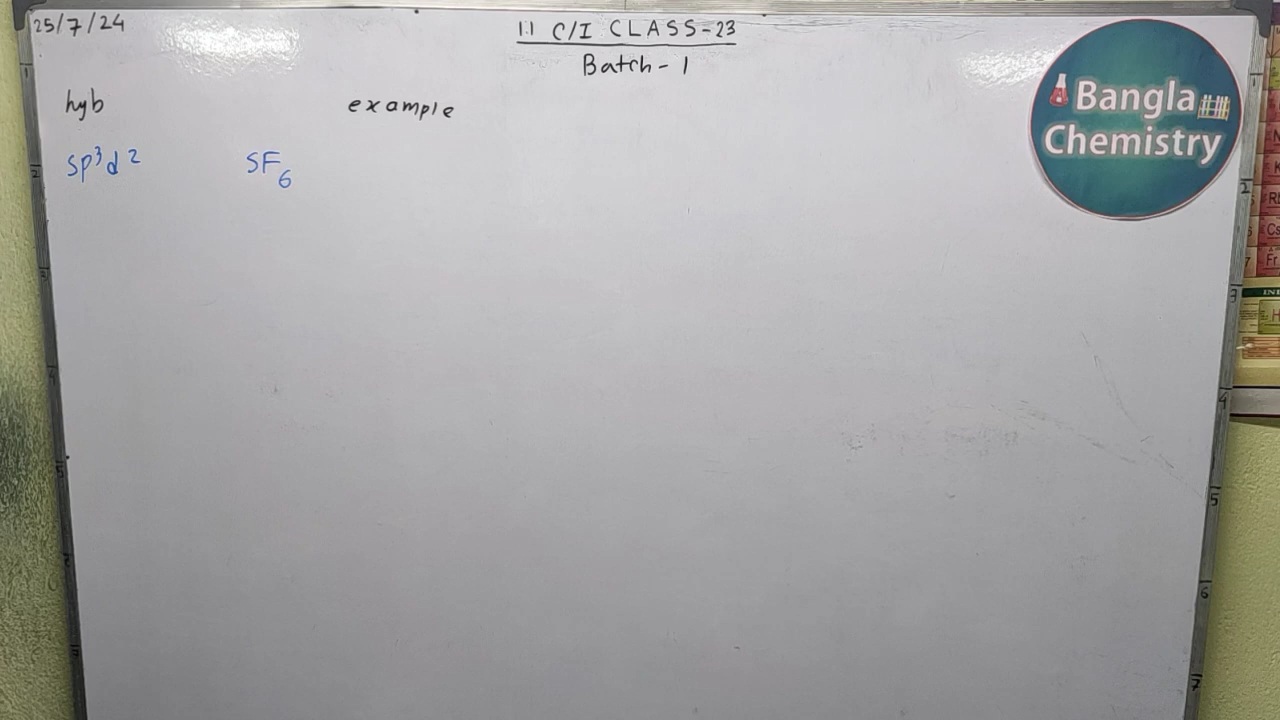 25/7/24
11 C/I CLASS-23
Batch - 1
hyb example
sp³d² SF₆
Bangla
Chemistry